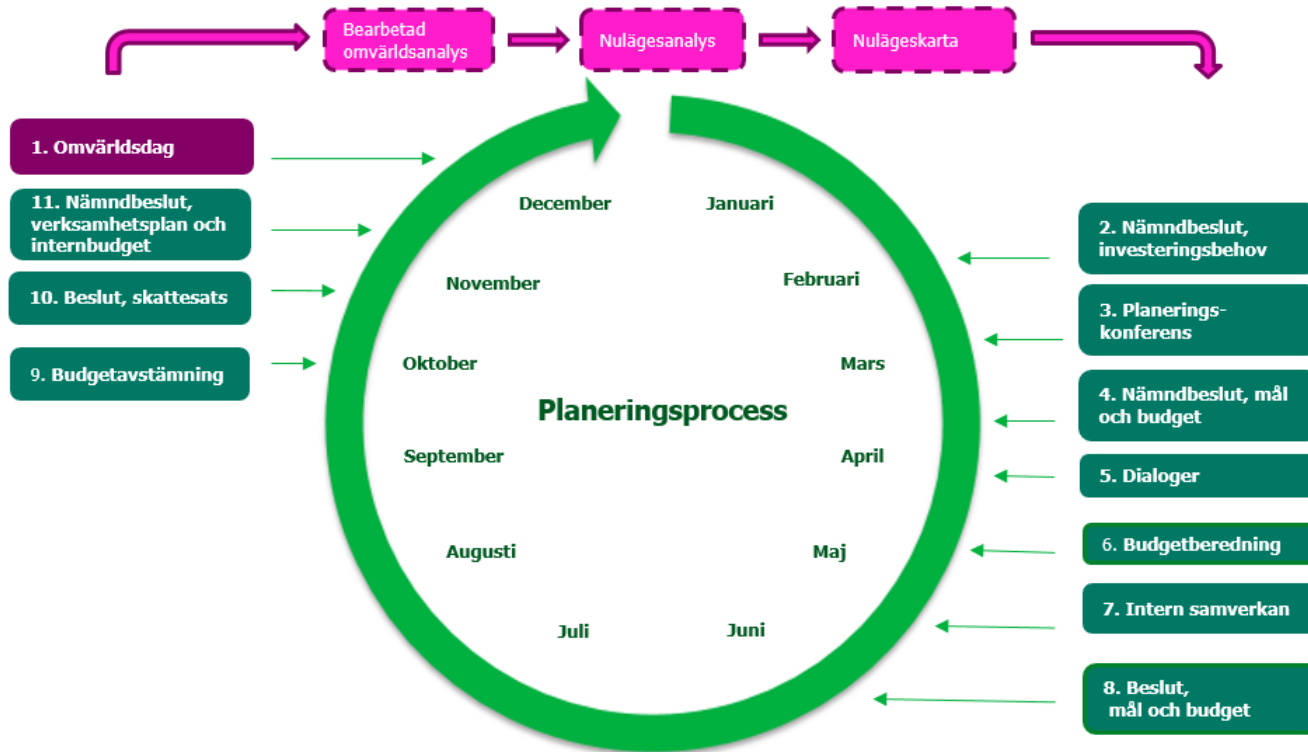 Bearbetad
omvärldsanalys
Nulägesanalys
Nulägeskarta
1. Omvärldsdag
11. Nämndbeslut,
verksamhetsplan och
internbudget
10. Beslut, skattesats
9. Budgetavstämning
December
Januari
November
Februari
Oktober
Mars
Planeringsprocess
September
April
Augusti
Maj
Juli
Juni
2. Nämndbeslut,
investeringsbehov
3. Planerings-
konferens
4. Nämndbeslut, mål
och budget
5. Dialoger
6. Budgetberedning
7. Intern samverkan
8. Beslut,
mål och budget